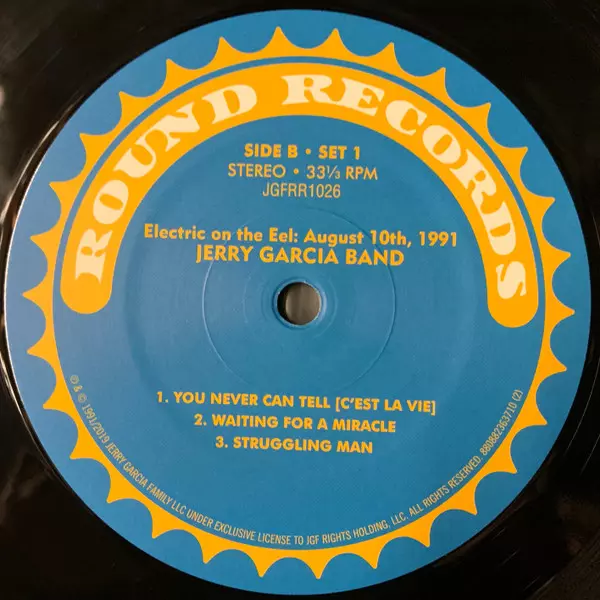 ROUND RECORDS
SIDE B • SET 1
STEREO • 33⅓ RPM
JGFRR1026
Electric on the Eel: August 10th, 1991
JERRY GARCIA BAND
1. YOU NEVER CAN TELL [C'EST LA VIE]
2. WAITING FOR A MIRACLE
3. STRUGGLING MAN
℗ & © 1991/2019 JERRY GARCIA FAMILY LLC UNDER EXCLUSIVE LICENSE TO JGF RIGHTS HOLDING, LLC. ALL RIGHTS RESERVED. 880882363710 (2)